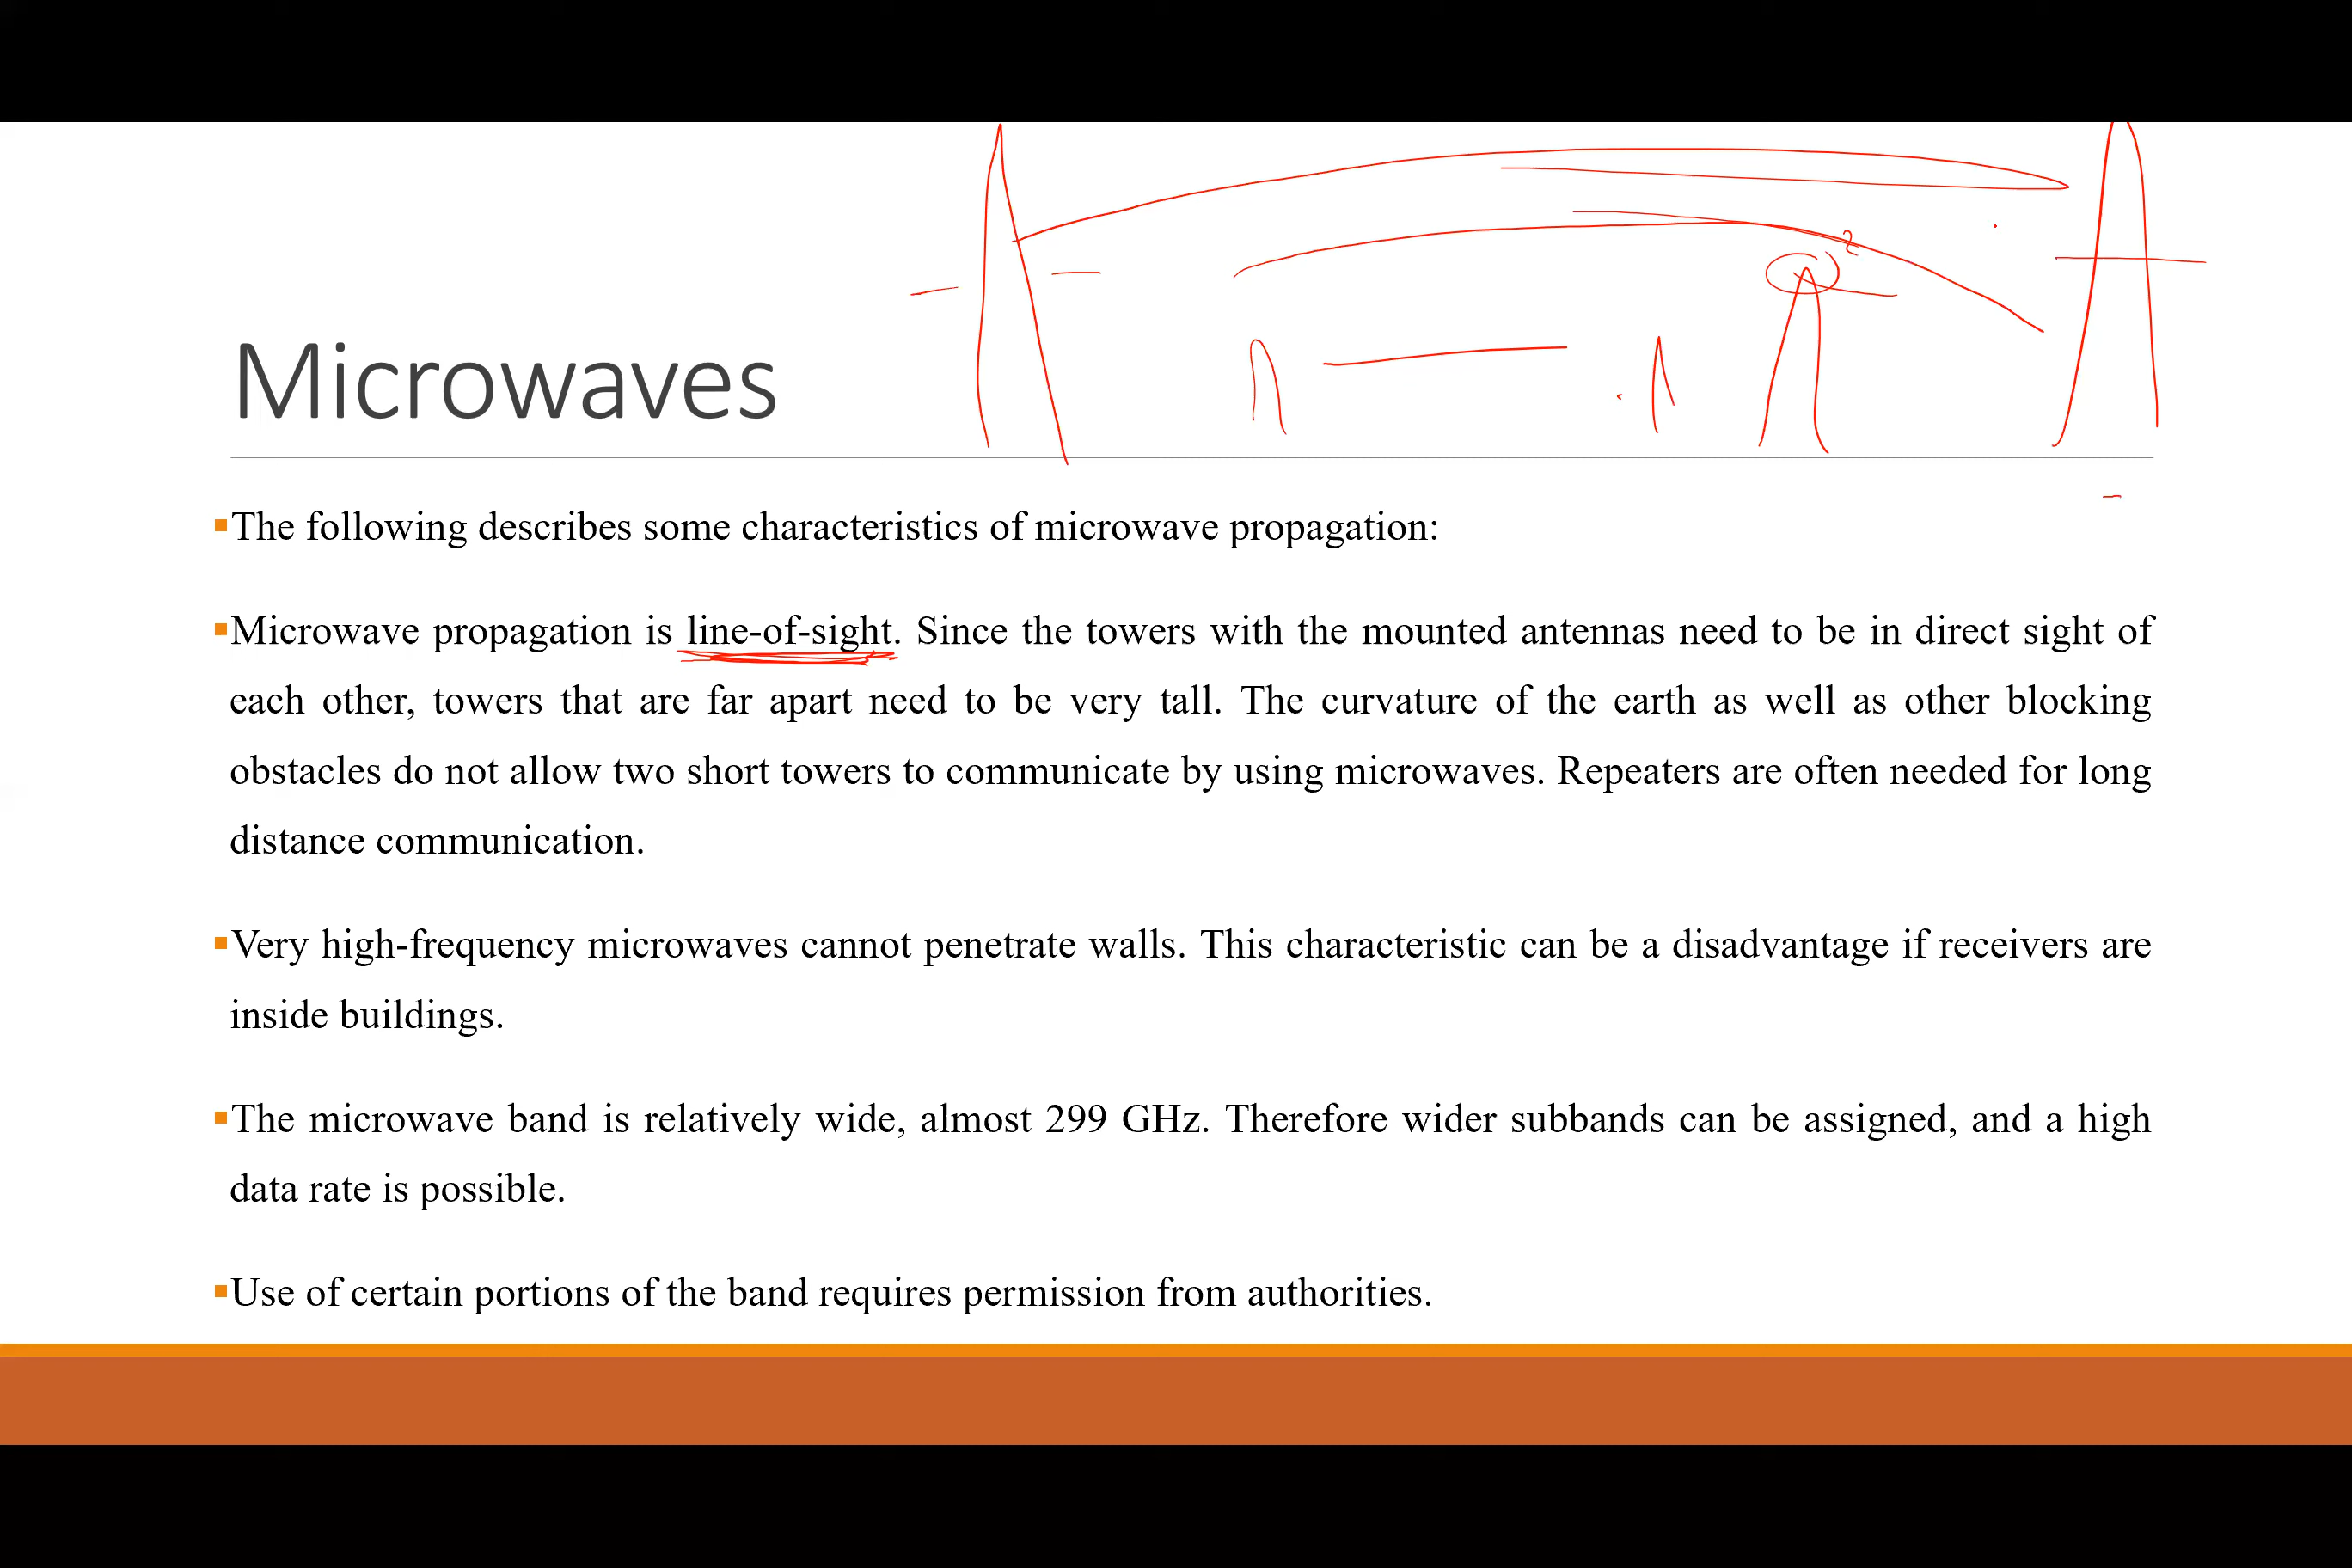 Microwaves
The following describes some characteristics of microwave propagation:
Microwave propagation is line-of-sight. Since the towers with the mounted antennas need to be in direct sight of
each other, towers that are far apart need to be very tall. The curvature of the earth as well as other blocking
obstacles do not allow two short towers to communicate by using microwaves. Repeaters are often needed for long
distance communication.
Very high-frequency microwaves cannot penetrate walls. This characteristic can be a disadvantage if receivers are
inside buildings.
The microwave band is relatively wide, almost 299 GHz. Therefore wider subbands can be assigned, and a high
data rate is possible.
Use of certain portions of the band requires permission from authorities.